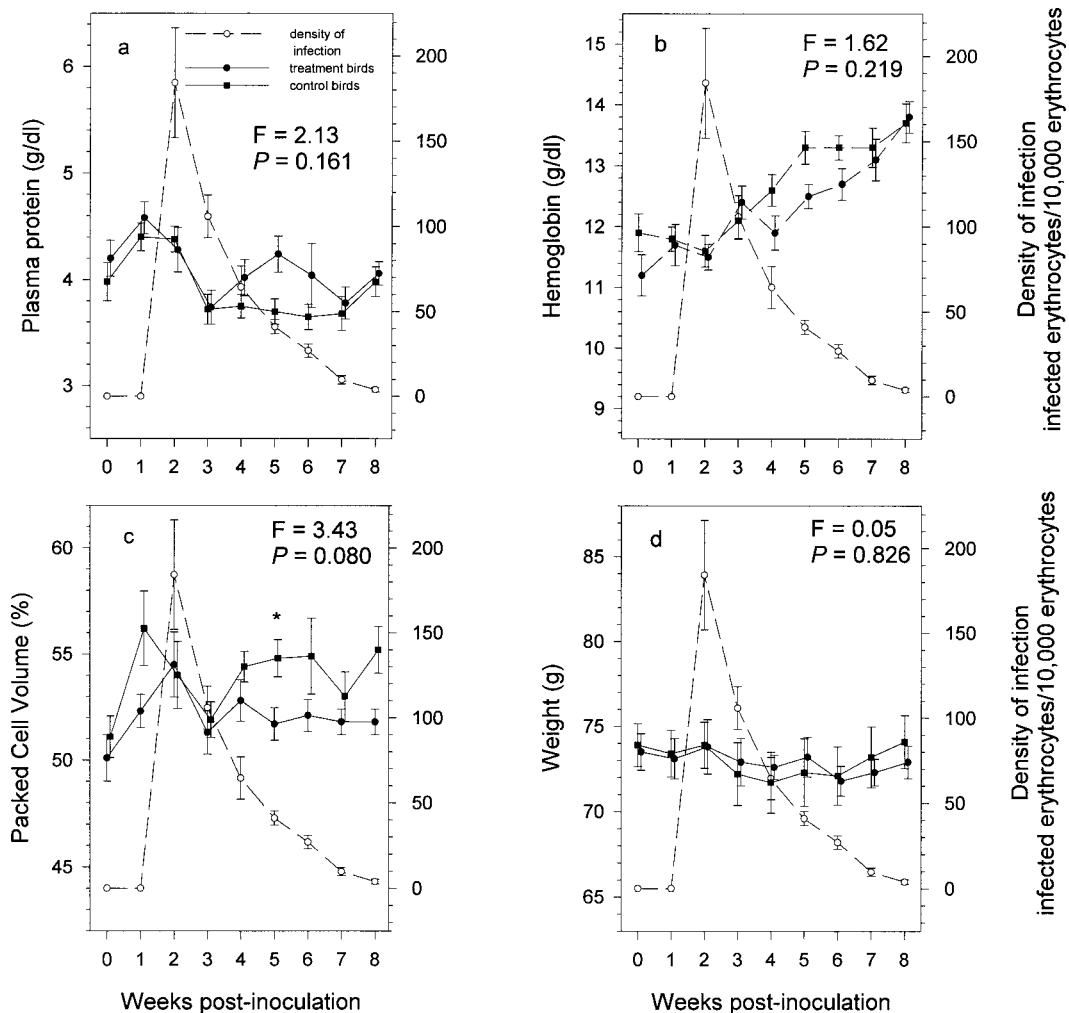 a
density of
infection
treatment birds
control birds
F = 2.13
P = 0.161
Plasma protein (g/dl)
6
5
4
3
200
150
100
50
0
0 1 2 3 4 5 6 7 8
b
F = 1.62
P = 0.219
Hemoglobin (g/dl)
15
14
13
12
11
10
9
200
150
100
50
0
0 1 2 3 4 5 6 7 8
Density of infection
infected erythrocytes/10,000 erythrocytes
c
F = 3.43
P = 0.080
*
Packed Cell Volume (%)
60
55
50
44
200
150
100
50
0
0 1 2 3 4 5 6 7 8
Weeks post-inoculation
d
F = 0.05
P = 0.826
Weight (g)
85
80
75
70
65
200
150
100
50
0
0 1 2 3 4 5 6 7 8
Weeks post-inoculation
Density of infection
infected erythrocytes/10,000 erythrocytes